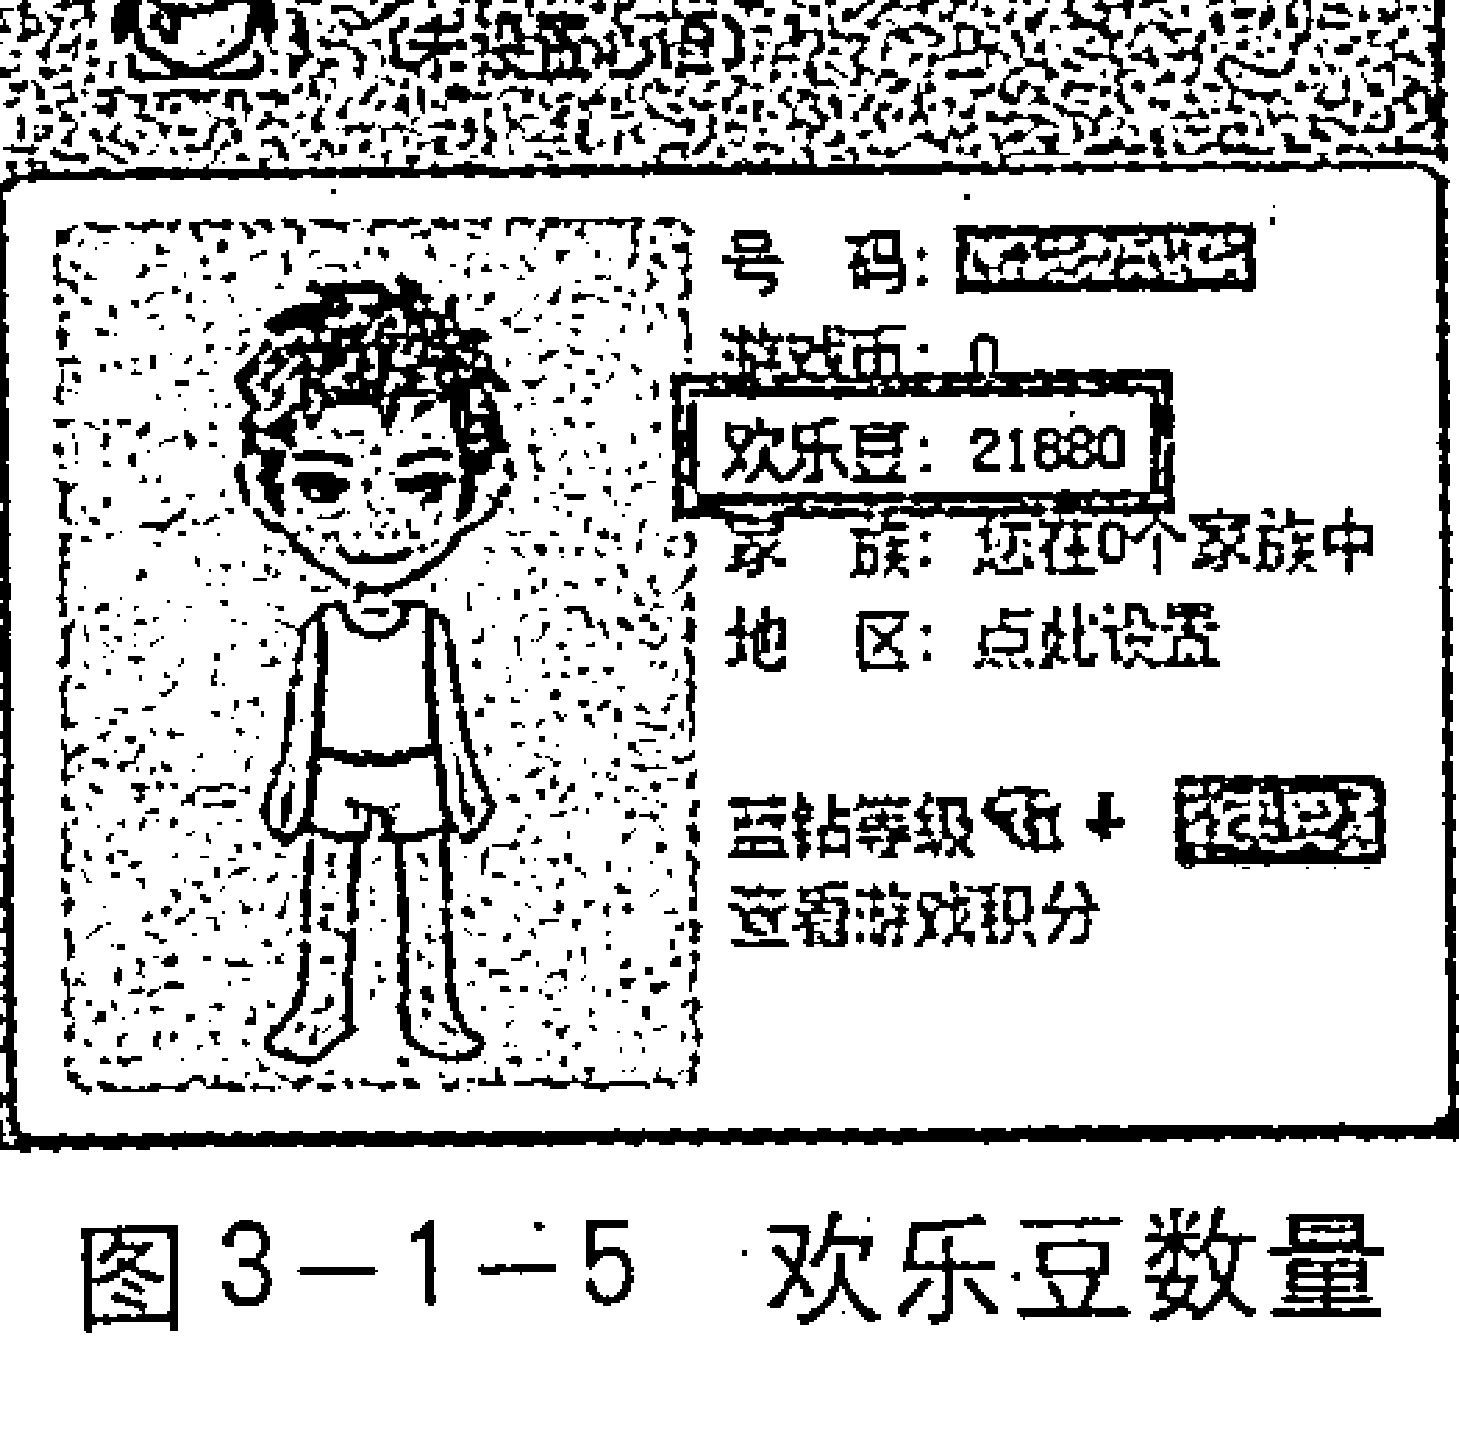 号 码:
游戏币: 0
欢乐豆: 21880
家 族: 您在0个家族中
地 区: 点此设置
蓝钻等级
查看游戏积分
图3-1-5 欢乐豆数量